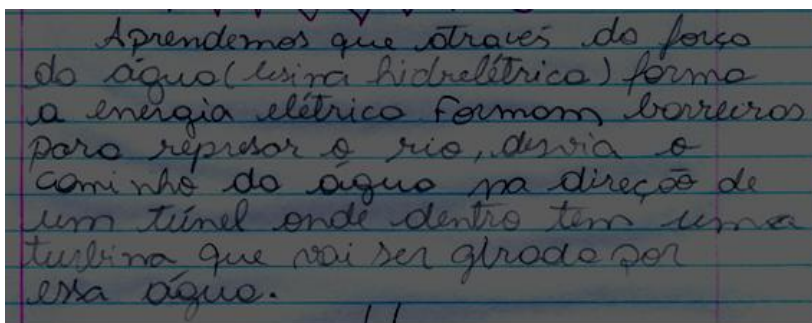 Aprendemos que através da força
da água (usina hidrelétrica) forma
a energia elétrica Formam barreiras
para represar o rio, desvia o
caminho da água na direção de
um túnel onde dentro tem uma
turbina que vai ser girada por
essa água.